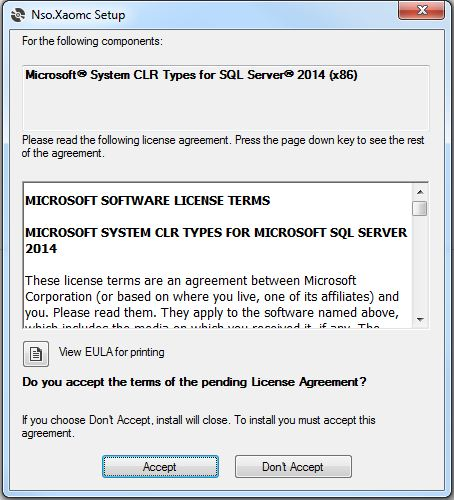 Nso.Xaomc Setup
For the following components:
Microsoft® System CLR Types for SQL Server® 2014 (x86)
Please read the following license agreement. Press the page down key to see the rest
of the agreement.
MICROSOFT SOFTWARE LICENSE TERMS
MICROSOFT SYSTEM CLR TYPES FOR MICROSOFT SQL SERVER
2014
These license terms are an agreement between Microsoft
Corporation (or based on where you live, one of its affiliates) and
you. Please read them. They apply to the software named above,
which includes the media on which you received it, if any. The
View EULA for printing
Do you accept the terms of the pending License Agreement?
If you choose Don't Accept, install will close. To install you must accept this
agreement.
Accept
Don't Accept